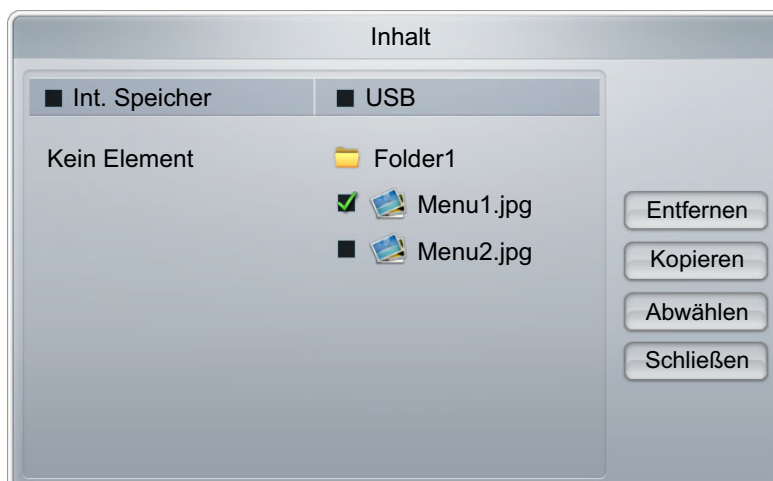 Inhalt
Int. Speicher USB
Kein Element Folder1
Menu1.jpg
Menu2.jpg
Entfernen
Kopieren
Abwählen
Schließen